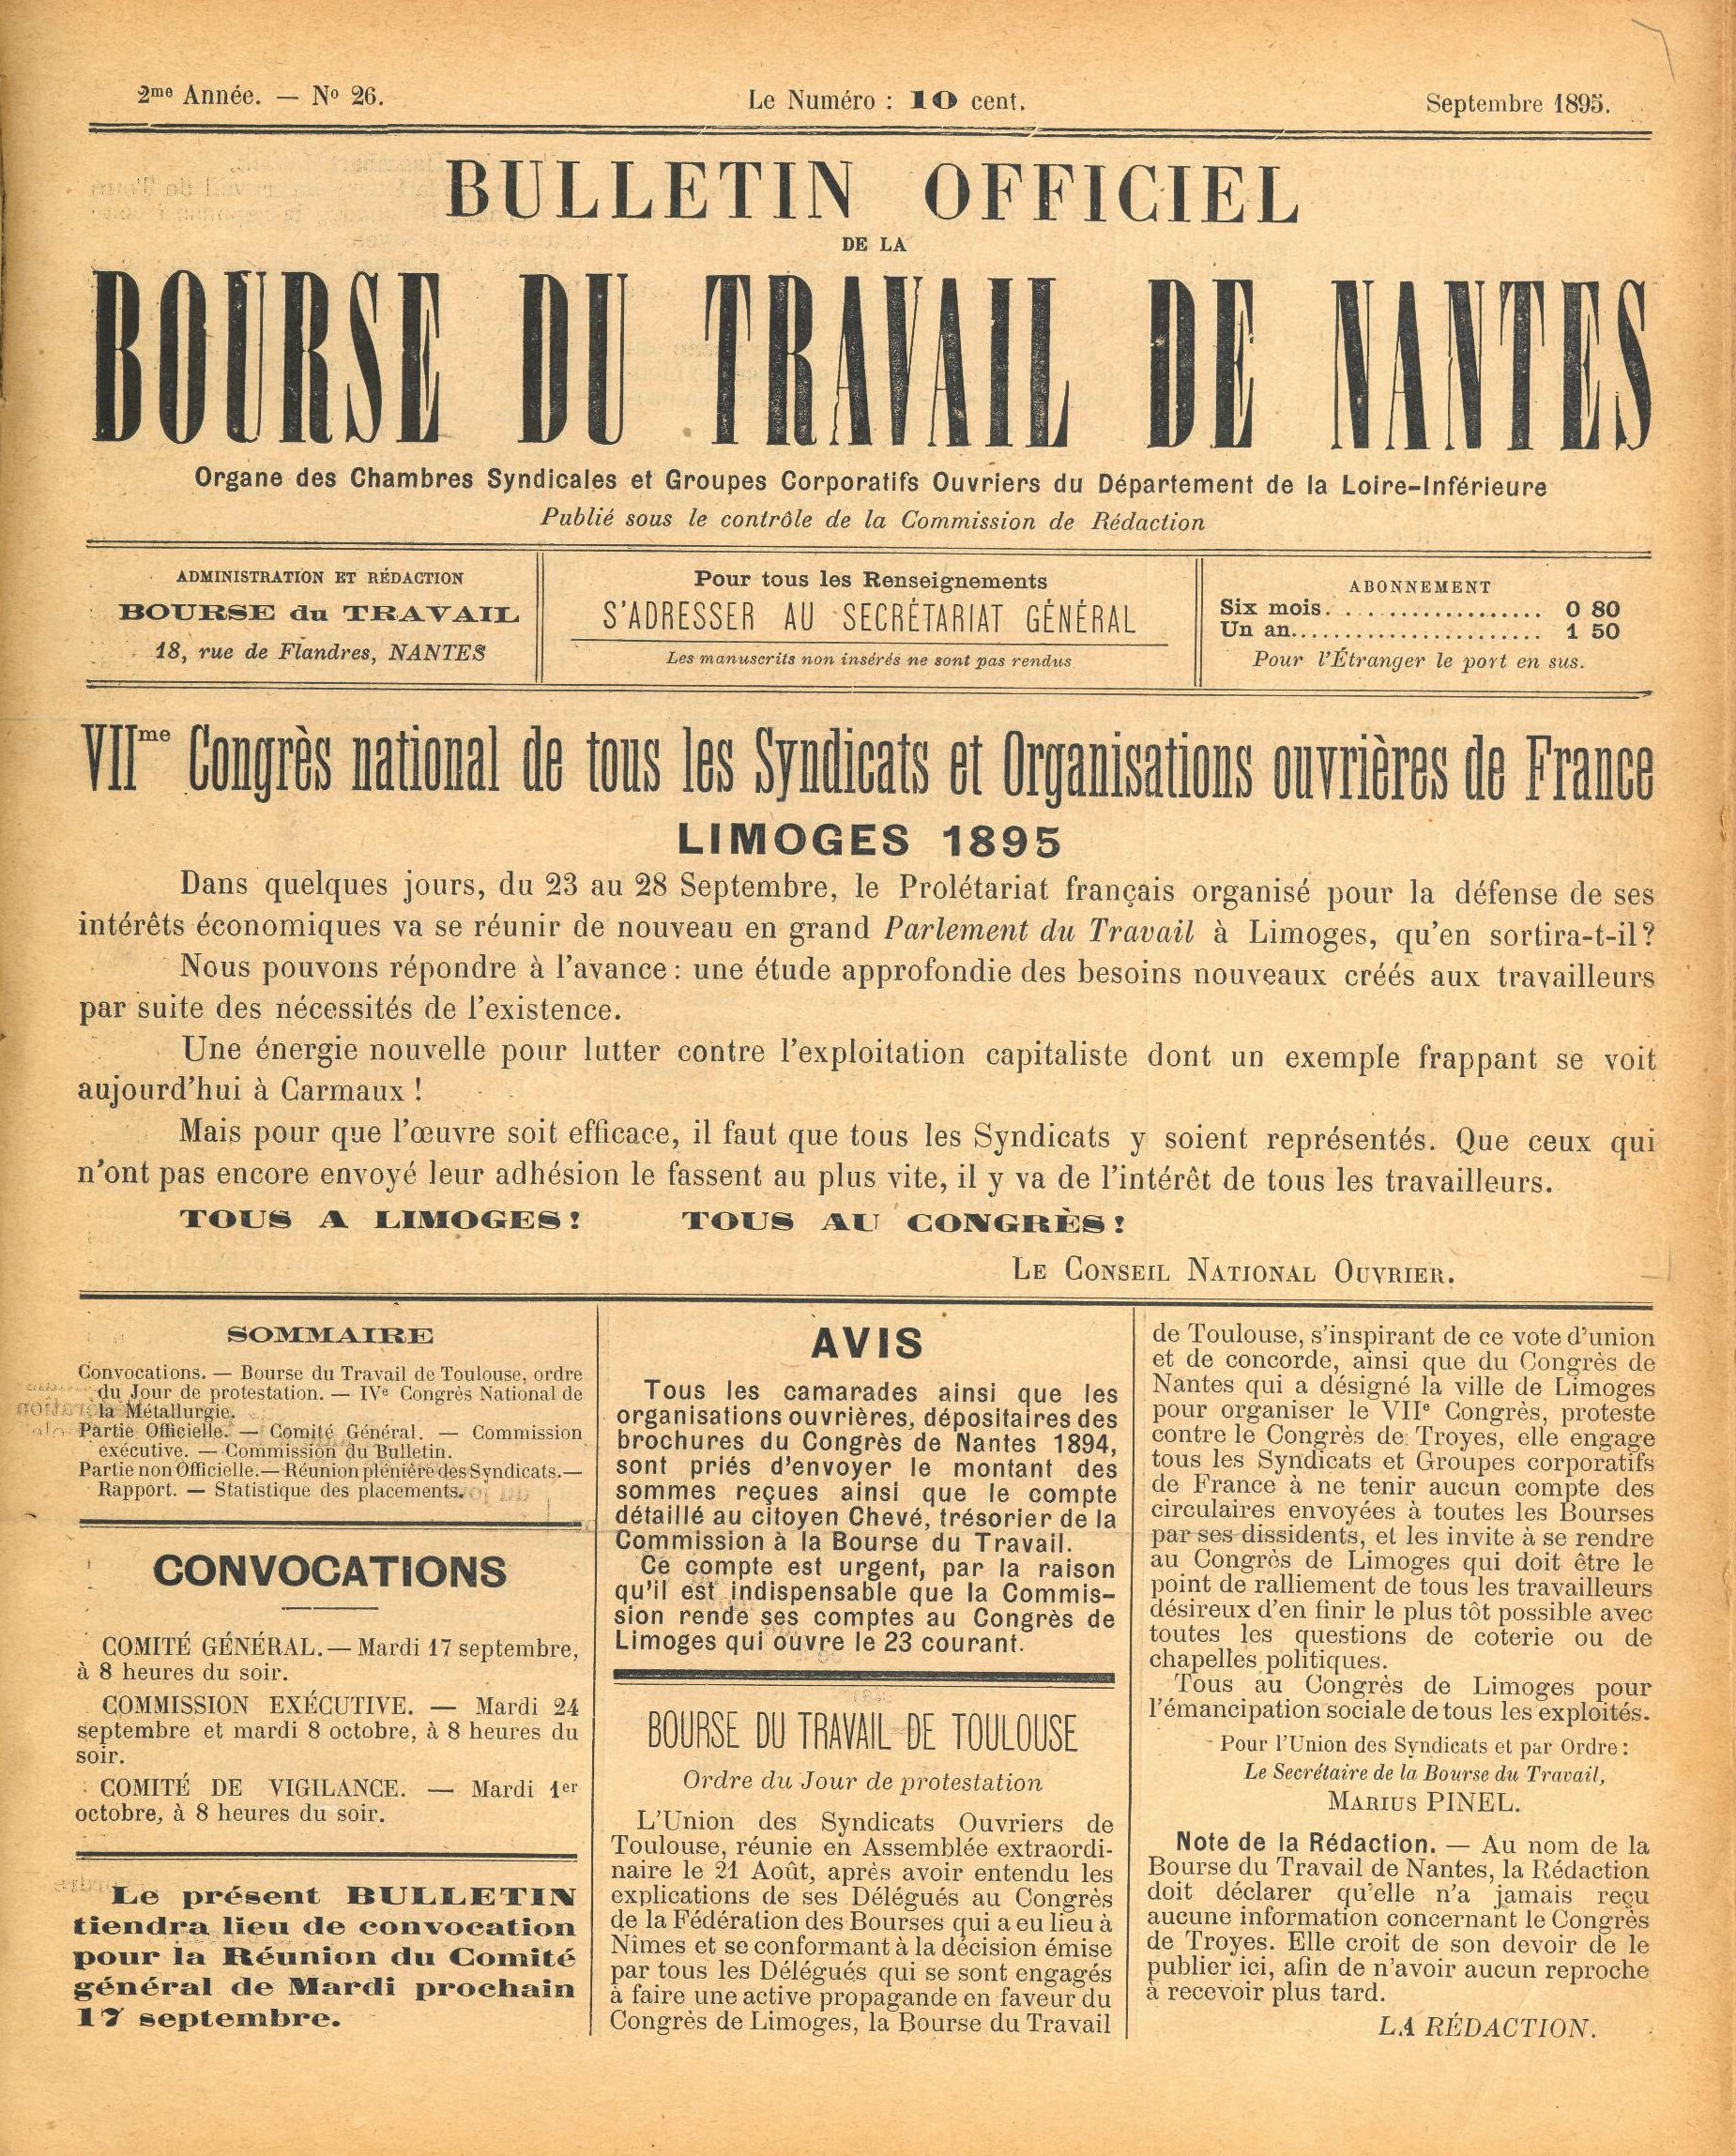 2me Année. — No 26.
Le Numéro : 10 cent.
Septembre 1895.
BULLETIN OFFICIEL
DE LA
BOURSE DU TRAVAIL DE NANTES
Organe des Chambres Syndicales et Groupes Corporatifs Ouvriers du Département de la Loire-Inférieure
Publié sous le contrôle de la Commission de Rédaction
ADMINISTRATION ET RÉDACTION
BOURSE du TRAVAIL
18, rue de Flandres, NANTES
Pour tous les Renseignements
S'ADRESSER AU SECRÉTARIAT GÉNÉRAL
Les manuscrits non insérés ne sont pas rendus
ABONNEMENT
Six mois. .................. 0 80
Un an....................... 1 50
Pour l'Étranger le port en sus.
VIIme Congrès national de tous les Syndicats et Organisations ouvrières de France
LIMOGES 1895
Dans quelques jours, du 23 au 28 Septembre, le Prolétariat français organisé pour la défense de ses
intérêts économiques va se réunir de nouveau en grand Parlement du Travail à Limoges, qu'en sortira-t-il?
Nous pouvons répondre à l'avance : une étude approfondie des besoins nouveaux créés aux travailleurs
par suite des nécessités de l'existence.
Une énergie nouvelle pour lutter contre l'exploitation capitaliste dont un exemple frappant se voit
aujourd'hui à Carmaux !
Mais pour que l'œuvre soit efficace, il faut que tous les Syndicats y soient représentés. Que ceux qui
n'ont pas encore envoyé leur adhésion le fassent au plus vite, il y va de l'intérêt de tous les travailleurs.
TOUS A LIMOGES! TOUS AU CONGRÈS!
LE CONSEIL NATIONAL OUVRIER.
SOMMAIRE
Convocations. — Bourse du Travail de Toulouse, ordre
du Jour de protestation. — IVe Congrès National de
la Métallurgie.
Partie Officielle. — Comité Général. — Commission
exécutive. — Commission du Bulletin.
Partie non Officielle. — Réunion plénière des Syndicats. —
Rapport. — Statistique des placements.
CONVOCATIONS
COMITÉ GÉNÉRAL. — Mardi 17 septembre,
à 8 heures du soir.
COMMISSION EXÉCUTIVE. — Mardi 24
septembre et mardi 8 octobre, à 8 heures du
soir.
COMITÉ DE VIGILANCE. — Mardi 1er
octobre, à 8 heures du soir.
Le présent BULLETIN
tiendra lieu de convocation
pour la Réunion du Comité
général de Mardi prochain
17 septembre.
AVIS
Tous les camarades ainsi que les
organisations ouvrières, dépositaires des
brochures du Congrès de Nantes 1894,
sont priés d'envoyer le montant des
sommes reçues ainsi que le compte
détaillé au citoyen Chevé, trésorier de la
Commission à la Bourse du Travail.
Ce compte est urgent, par la raison
qu'il est indispensable que la Commis-
sion rende ses comptes au Congrès de
Limoges qui ouvre le 23 courant.
BOURSE DU TRAVAIL DE TOULOUSE
Ordre du Jour de protestation
L'Union des Syndicats Ouvriers de
Toulouse, réunie en Assemblée extraordi-
naire le 21 Août, après avoir entendu les
explications de ses Délégués au Congrès
de la Fédération des Bourses qui a eu lieu à
Nîmes et se conformant à la décision émise
par tous les Délégués qui se sont engagés
à faire une active propagande en faveur du
Congrès de Limoges, la Bourse du Travail
de Toulouse, s'inspirant de ce vote d'union
et de concorde, ainsi que du Congrès de
Nantes qui a désigné la ville de Limoges
pour organiser le VIIe Congrès, proteste
contre le Congrès de Troyes, elle engage
tous les Syndicats et Groupes corporatifs
de France à ne tenir aucun compte des
circulaires envoyées à toutes les Bourses
par ses dissidents, et les invite à se rendre
au Congrès de Limoges qui doit être le
point de ralliement de tous les travailleurs
désireux d'en finir le plus tôt possible avec
toutes les questions de coterie ou de
chapelles politiques.
Tous au Congrès de Limoges pour
l'émancipation sociale de tous les exploités.
Pour l'Union des Syndicats et par Ordre :
Le Secrétaire de la Bourse du Travail,
MARIUS PINEL.
Note de la Rédaction. — Au nom de la
Bourse du Travail de Nantes, la Rédaction
doit déclarer qu'elle n'a jamais reçu
aucune information concernant le Congrès
de Troyes. Elle croit de son devoir de le
publier ici, afin de n'avoir aucun reproche
à recevoir plus tard.
LA RÉDACTION.